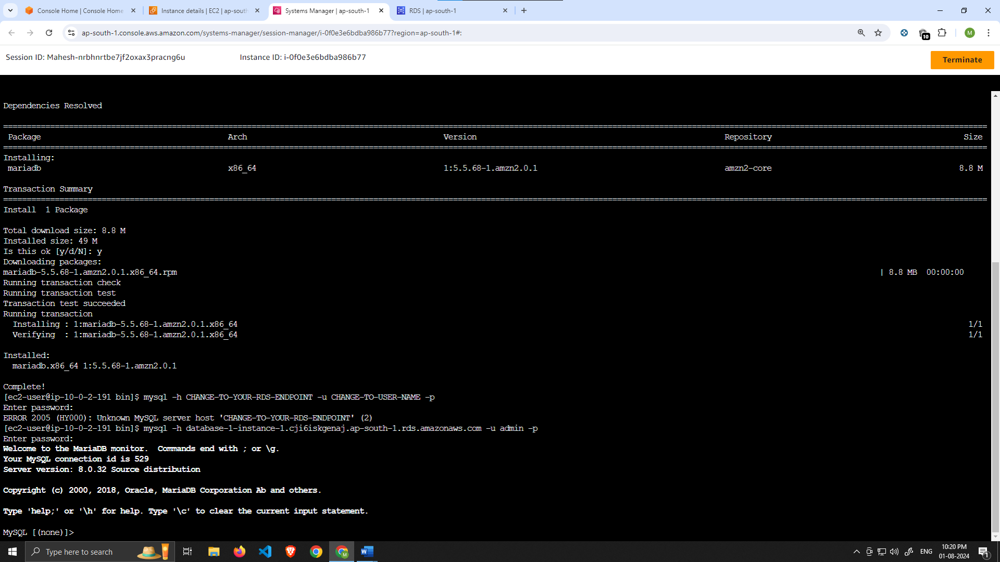 Console Home | Console Home
Instance details | EC2 | ap-south
Systems Manager | ap-south-1
RDS | ap-south-1
ap-south-1.console.aws.amazon.com/systems-manager/session-manager/i-0f0e3e6bdba986b77?region=ap-south-1#:
10
M
Session ID: Mahesh-nrbhnrtbe7jf2oxax3pracng6u Instance ID: i-0f0e3e6bdba986b77
Terminate
Dependencies Resolved
================================================================
Package Arch Version Repository Size
================================================================
Installing:
mariadb x86_64 1:5.5.68-1.amzn2.0.1 amzn2-core 8.8 M
Transaction Summary
================================================================
Install 1 Package
Total download size: 8.8 M
Installed size: 49 M
Is this ok [y/d/N]: y
Downloading packages:
mariadb-5.5.68-1.amzn2.0.1.x86_64.rpm | 8.8 MB 00:00:00
Running transaction check
Running transaction test
Transaction test succeeded
Running transaction
Installing : 1:mariadb-5.5.68-1.amzn2.0.1.x86_64 1/1
Verifying : 1:mariadb-5.5.68-1.amzn2.0.1.x86_64 1/1
Installed:
mariadb.x86_64 1:5.5.68-1.amzn2.0.1
Complete!
[ec2-user@ip-10-0-2-191 bin]$ mysql -h CHANGE-TO-YOUR-RDS-ENDPOINT -u CHANGE-TO-USER-NAME -p
Enter password:
ERROR 2005 (HY000): Unknown MySQL server host 'CHANGE-TO-YOUR-RDS-ENDPOINT' (2)
[ec2-user@ip-10-0-2-191 bin]$ mysql -h database-1-instance-1.cji6iskgenaj.ap-south-1.rds.amazonaws.com -u admin -p
Enter password:
Welcome to the MariaDB monitor. Commands end with ; or \g.
Your MySQL connection id is 529
Server version: 8.0.32 Source distribution
Copyright (c) 2000, 2018, Oracle, MariaDB Corporation Ab and others.
Type 'help;' or '\h' for help. Type '\c' to clear the current input statement.
MySQL [(none)]>
Type here to search
M
W
ENG
10:20 PM
01-08-2024
1